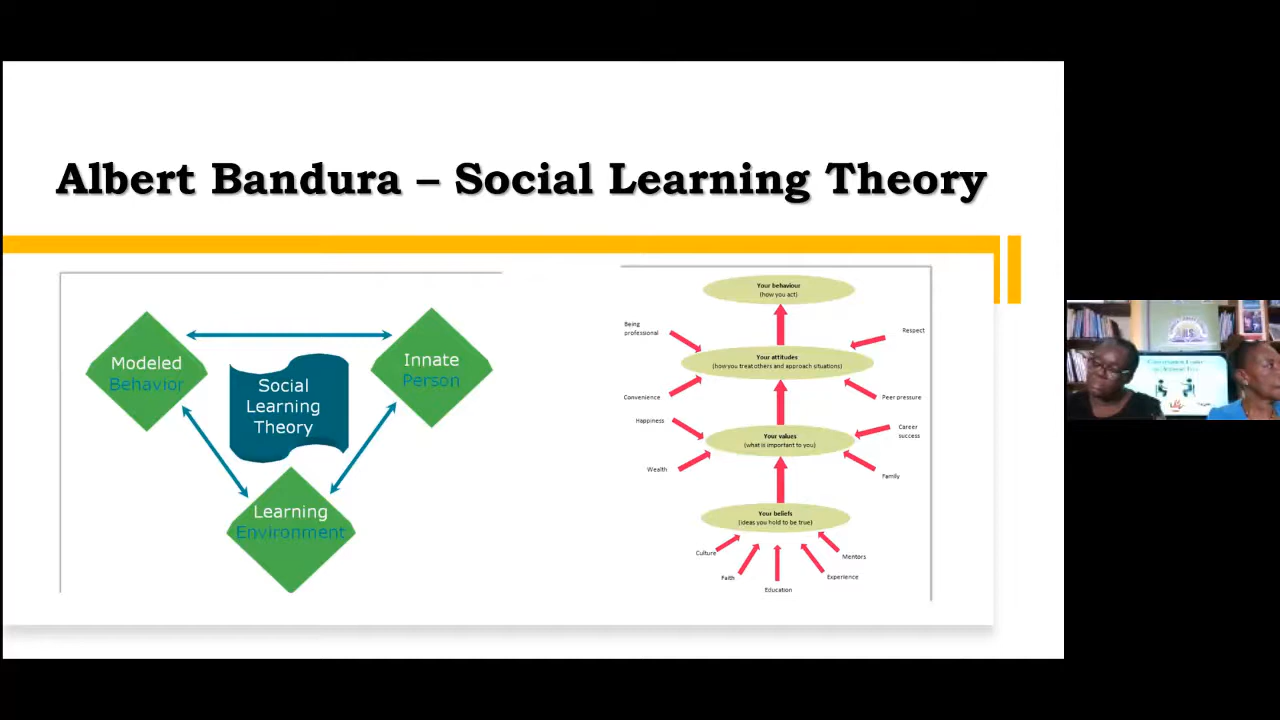 Albert Bandura – Social Learning Theory
Modeled
Behavior
Social
Learning
Theory
Innate
Person
Learning
Environment
Your behaviour
(how you act)
Being
professional
Respect
Your attitudes
(how you treat others and approach situations)
Convenience
Peer pressure
Happiness
Career
success
Your values
(what is important to you)
Wealth
Family
Your beliefs
(ideas you hold to be true)
Culture
Mentors
Faith
Experience
Education